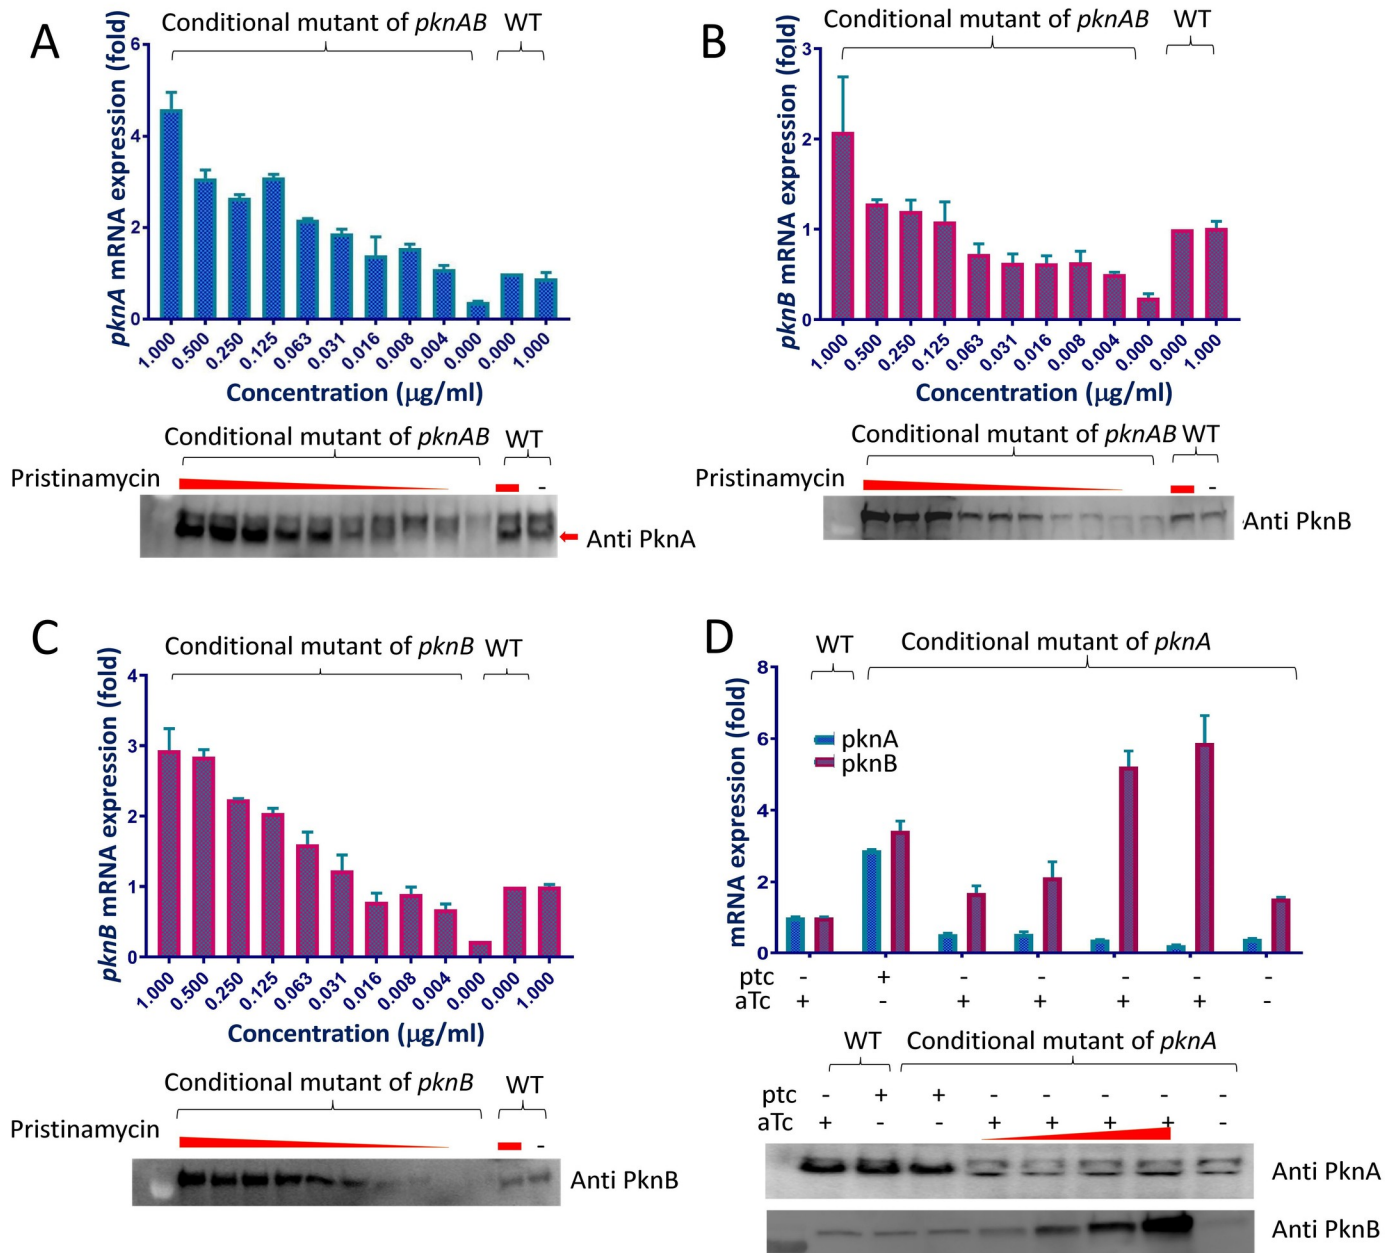 A
Conditional mutant of pknAB WT
pknA mRNA expression (fold)
6
4
2
0
1.000 0.500 0.250 0.125 0.063 0.031 0.016 0.008 0.004 0.000 0.000 1.000
Concentration (µg/ml)
Conditional mutant of pknAB WT
Pristinamycin
-
Anti PknA
B
Conditional mutant of pknAB WT
pknB mRNA expression (fold)
3
2
1
0
1.000 0.500 0.250 0.125 0.063 0.031 0.016 0.008 0.004 0.000 0.000 1.000
Concentration (µg/ml)
Conditional mutant of pknAB WT
Pristinamycin
-
Anti PknB
C
Conditional mutant of pknB WT
pknB mRNA expression (fold)
4
3
2
1
0
1.000 0.500 0.250 0.125 0.063 0.031 0.016 0.008 0.004 0.000 0.000 1.000
Concentration (µg/ml)
Conditional mutant of pknB WT
Pristinamycin
-
Anti PknB
D
WT Conditional mutant of pknA
mRNA expression (fold)
8
6
4
2
0
pknA
pknB
ptc - + - - - - -
aTc + - + + + + -
WT Conditional mutant of pknA
ptc - + + - - - - -
aTc + - - + + + + -
Anti PknA
Anti PknB